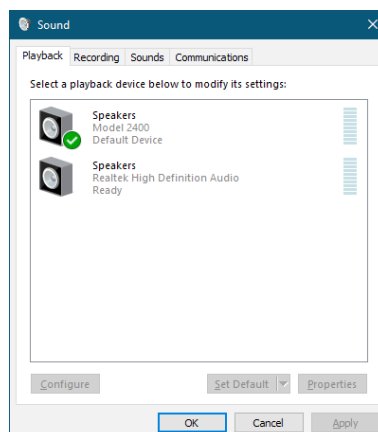 Sound
Playback Recording Sounds Communications
Select a playback device below to modify its settings:
Speakers
Model 2400
Default Device
Speakers
Realtek High Definition Audio
Ready
Configure Set Default Properties
OK Cancel Apply